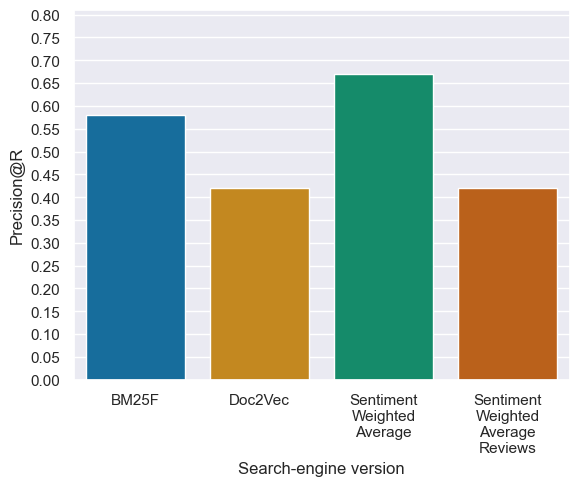 Precision@R
0.80
0.75
0.70
0.65
0.60
0.55
0.50
0.45
0.40
0.35
0.30
0.25
0.20
0.15
0.10
0.05
0.00
BM25F
Doc2Vec
Sentiment
Weighted
Average
Sentiment
Weighted
Average
Reviews
Search-engine version